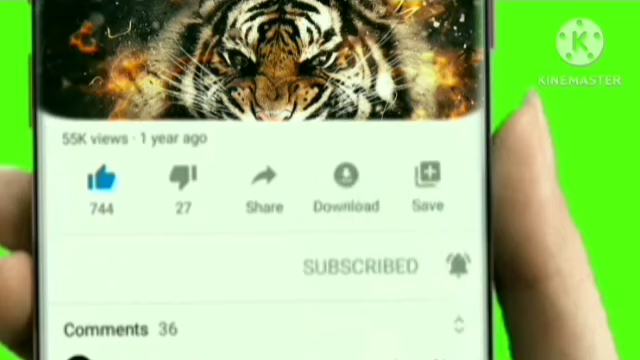 K
KINEMASTER
55K views · 1 year ago
744
27
Share
Download
Save
SUBSCRIBED
Comments 36